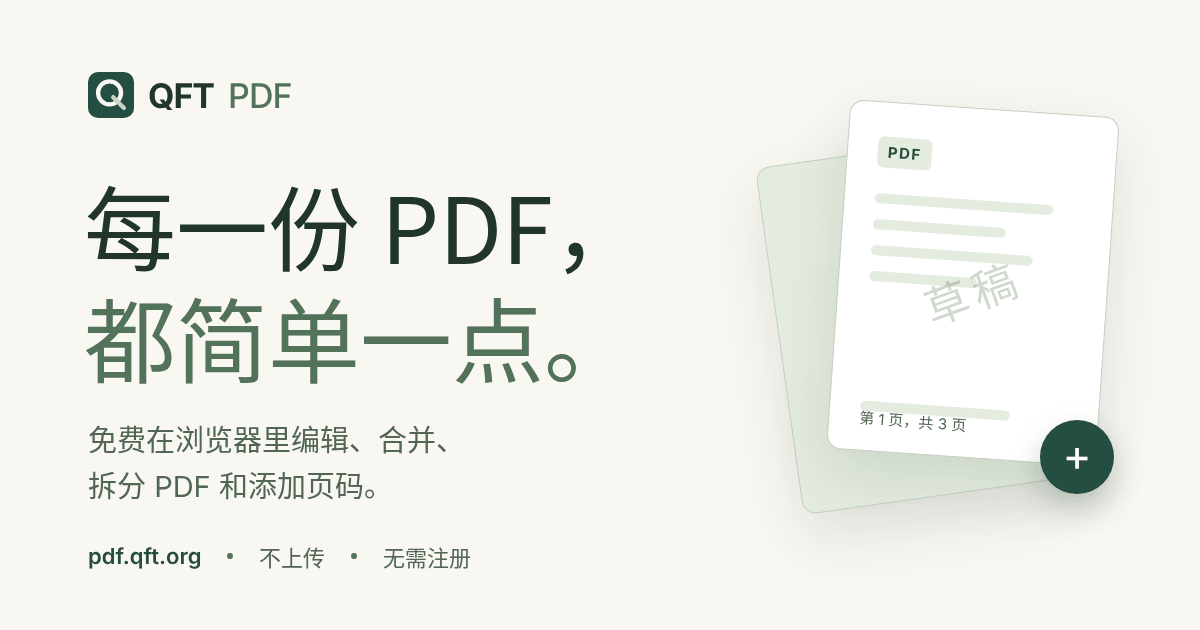 QFT PDF
每一份 PDF，
都简单一点。
免费在浏览器里编辑、合并、
拆分 PDF 和添加页码。
pdf.qft.org • 不上传 • 无需注册
PDF
草稿
第 1 页，共 3 页
+